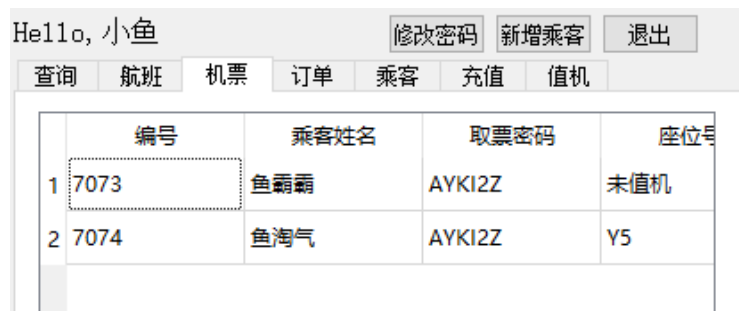 Hello, 小鱼 修改密码 新增乘客 退出
查询 航班 机票 订单 乘客 充值 值机
编号 乘客姓名 取票密码 座位号
1 7073 鱼霸霸 AYKI2Z 未值机
2 7074 鱼淘气 AYKI2Z Y5